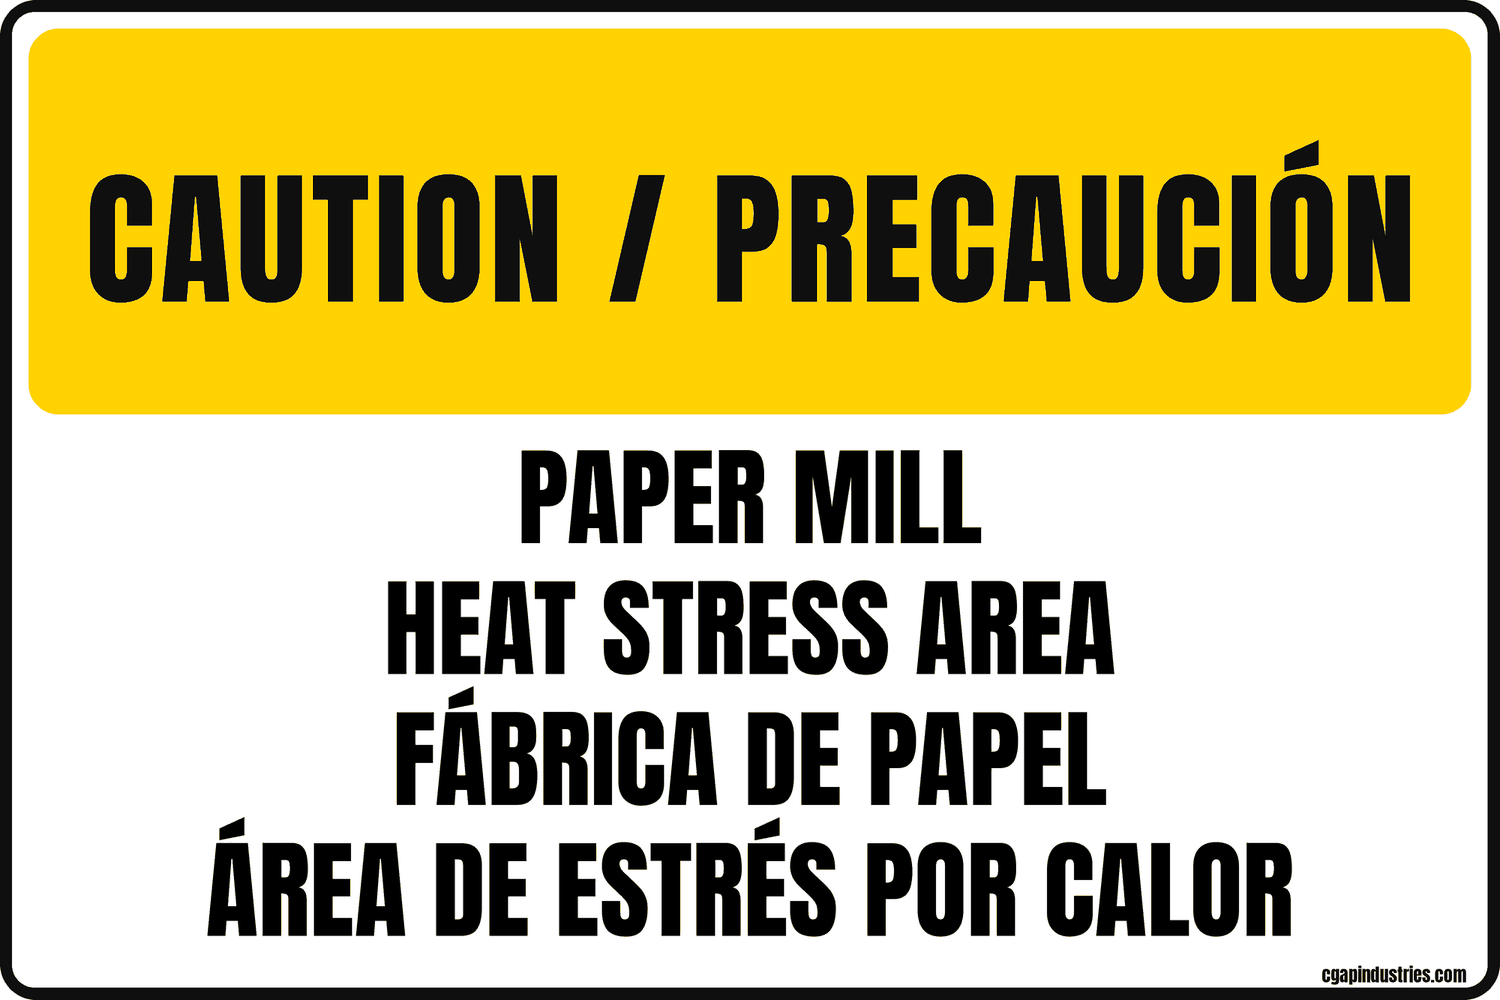 CAUTION / PRECAUCIÓN
PAPER MILL
HEAT STRESS AREA
FÁBRICA DE PAPEL
ÁREA DE ESTRÉS POR CALOR
cgapindustries.com